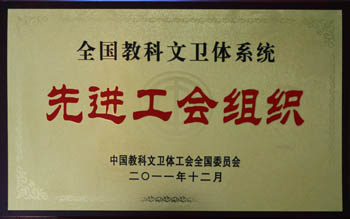 全国教科文卫体系统
先进工会组织
中国教科文卫体工会全国委员会
二〇一一年十二月